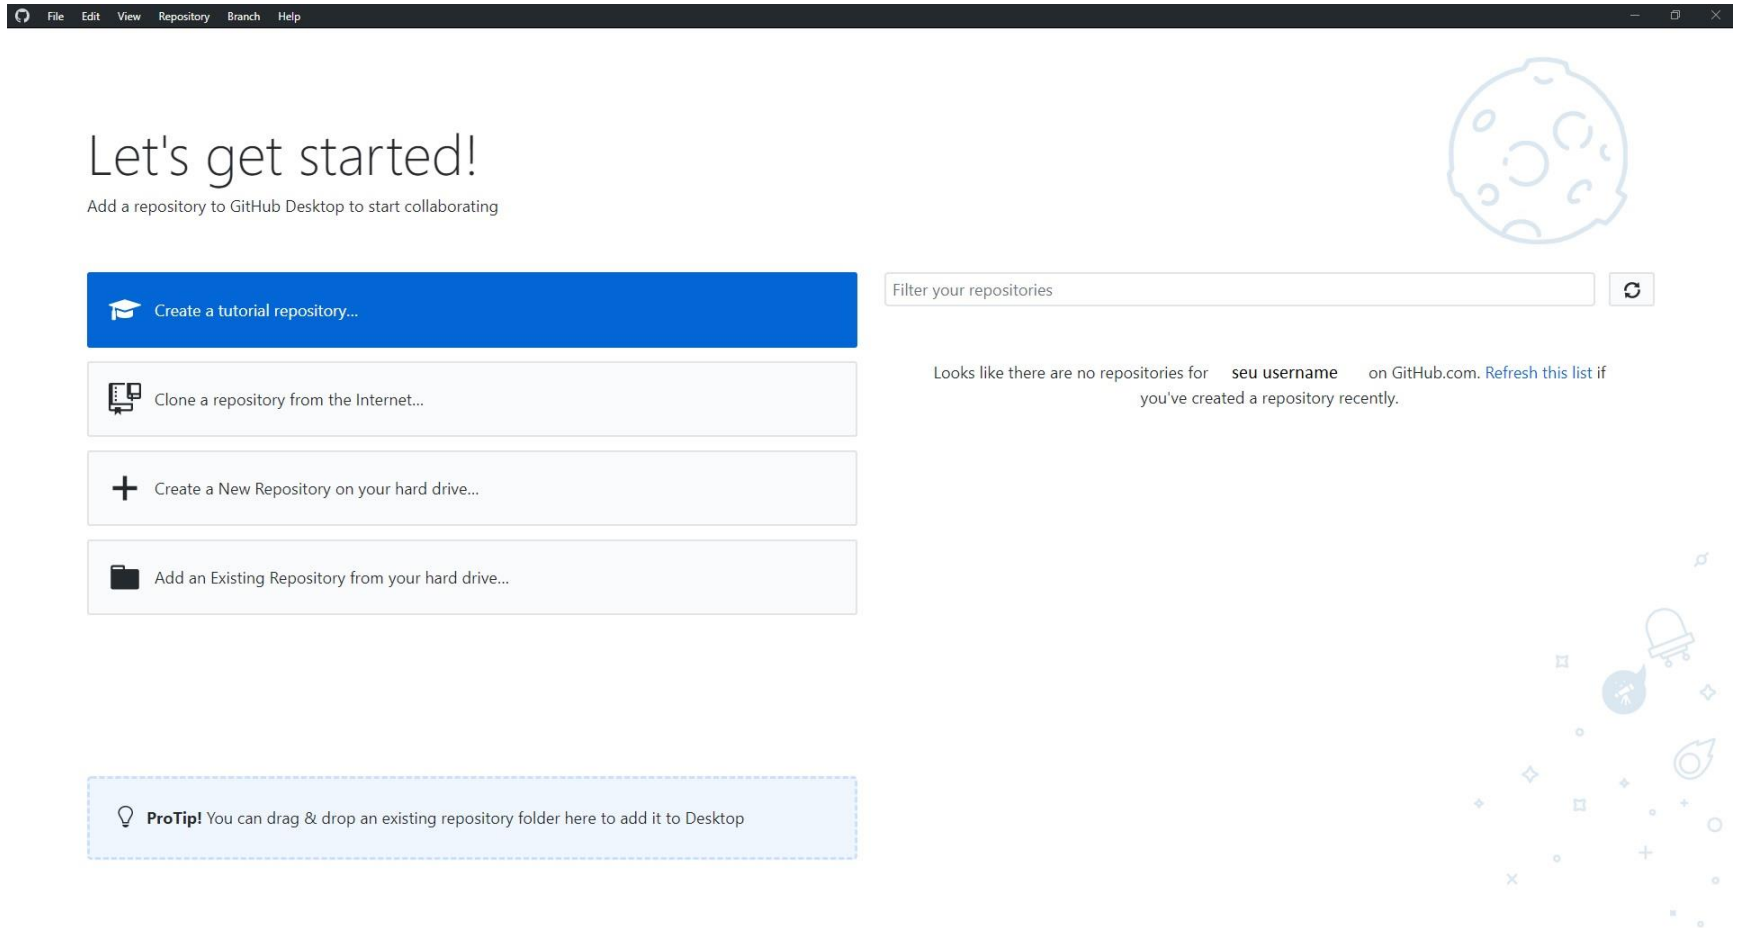 File Edit View Repository Branch Help
Let's get started!
Add a repository to GitHub Desktop to start collaborating
Create a tutorial repository...
Clone a repository from the Internet...
Create a New Repository on your hard drive...
Add an Existing Repository from your hard drive...
ProTip! You can drag & drop an existing repository folder here to add it to Desktop
Filter your repositories
Looks like there are no repositories for seu username on GitHub.com. Refresh this list if
you've created a repository recently.